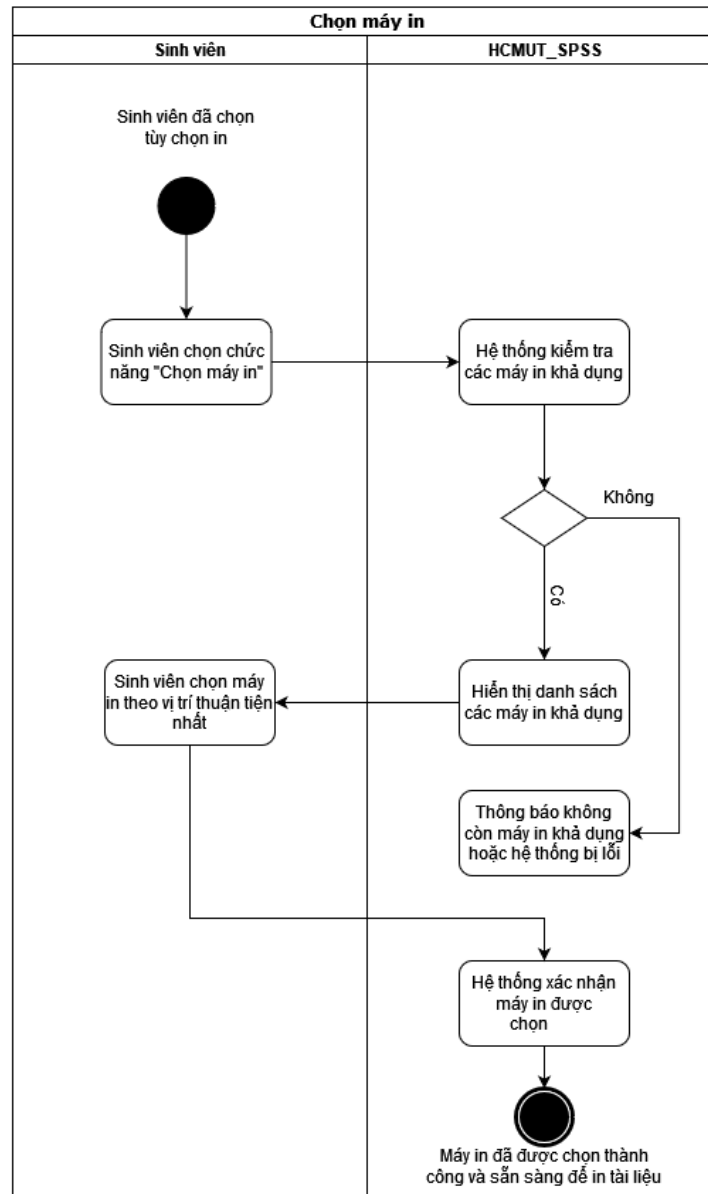 Chọn máy in
Sinh viên
HCMUT_SPSS
Sinh viên đã chọn
tùy chọn in
Sinh viên chọn chức
năng "Chọn máy in"
Hệ thống kiểm tra
các máy in khả dụng
Không
Có
Hiển thị danh sách
các máy in khả dụng
Sinh viên chọn máy
in theo vị trí thuận tiện
nhất
Thông báo không
còn máy in khả dụng
hoặc hệ thống bị lỗi
Hệ thống xác nhận
máy in được
chọn
Máy in đã được chọn thành
công và sẵn sàng để in tài liệu